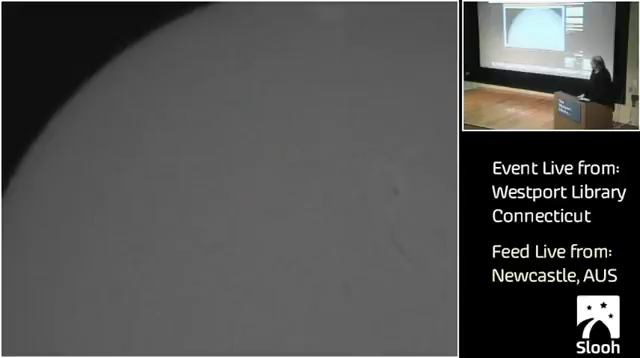 Event Live from:
Westport Library
Connecticut
Feed Live from:
Newcastle, AUS
Slooh